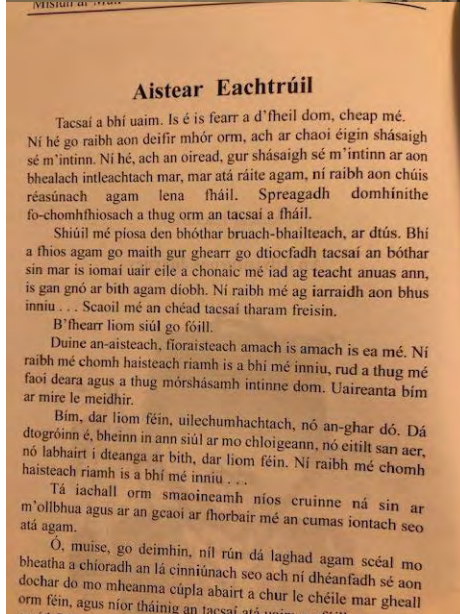 Misiún ar Muir
Aistear Eachtrúil
Tacsaí a bhí uaim. Is é is fearr a d'fheil dom, cheap mé.
Ní hé go raibh aon deifir mhór orm, ach ar chaoi éigin shásaigh
sé m'intinn. Ní hé, ach an oiread, gur shásaigh sé m'intinn ar aon
bhealach intleachtach mar, mar atá ráite agam, ní raibh aon chúis
réasúnach agam lena fháil. Spreagadh domhínithe
fo-chomhfhiosach a thug orm an tacsaí a fháil.
Shiúil mé píosa den bhóthar bruach-bhailteach, ar dtús. Bhí
a fhios agam go maith gur ghearr go dtiocfadh tacsaí an bóthar
sin mar is iomaí uair eile a chonaic mé iad ag teacht anuas ann,
is gan gnó ar bith agam díobh. Ní raibh mé ag iarraidh aon bhus
inniu . . . Scaoil mé an chéad tacsaí tharam freisin.
B'fhearr liom siúl go fóill.
Duine an-aisteach, fíoraisteach amach is amach is ea mé. Ní
raibh mé chomh haisteach riamh is a bhí mé inniu, rud a thug mé
faoi deara agus a thug mórshásamh intinne dom. Uaireanta bím
ar mire le meidhir.
Bím, dar liom féin, uilechumhachtach, nó an-ghar dó. Dá
dtogróinn é, bheinn in ann siúl ar mo chloigeann, nó eitilt san aer,
nó labhairt i dteanga ar bith, dar liom féin. Ní raibh mé chomh
haisteach riamh is a bhí mé inniu . . .
Tá iachall orm smaoineamh níos cruinne ná sin ar
m'ollbhua agus ar an gcaoi ar fhorbair mé an cumas iontach seo
atá agam.
Ó, muise, go deimhin, níl rún dá laghad agam scéal mo
bheatha a chíoradh an lá cinniúnach seo ach ní dhéanfadh sé aon
dochar do mo mheanma cúpla abairt a chur le chéile mar gheall
orm féin, agus níor tháinig an tacsaí atá